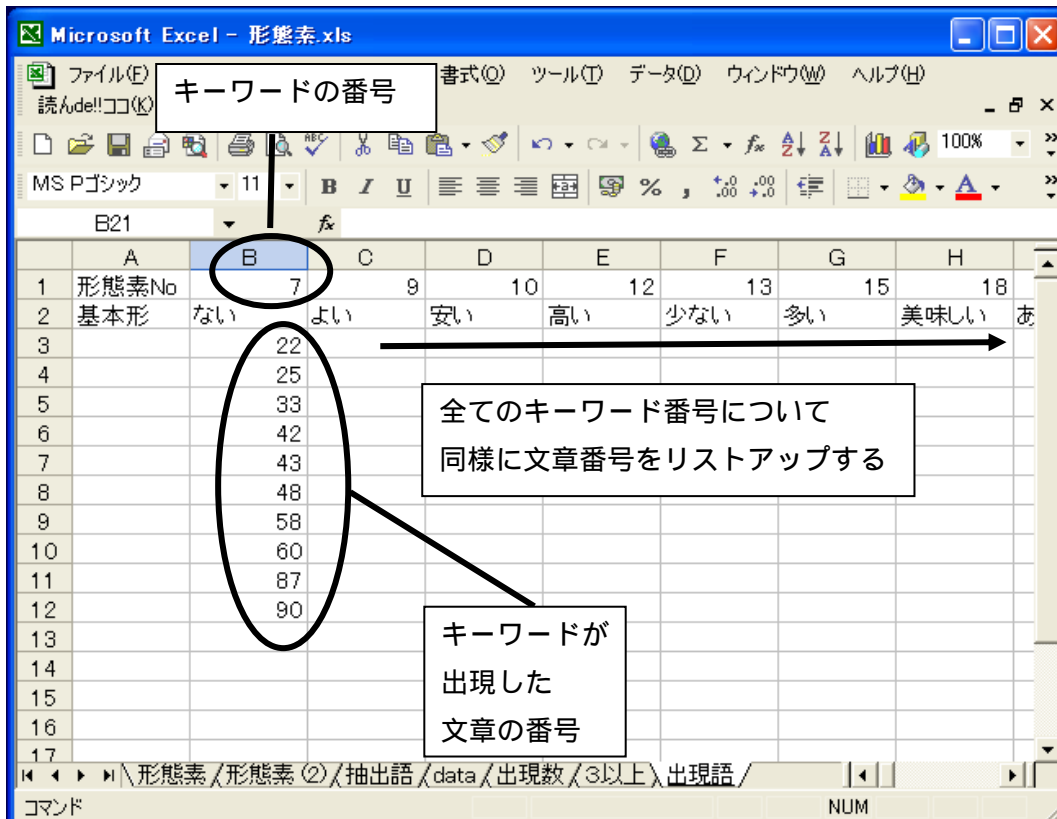 Microsoft Excel - 形態素.xls
ファイル(F) 書式(O) ツール(T) データ(D) ウィンドウ(W) ヘルプ(H)
読んde!!ココ(K)
キーワードの番号
100%
MS Pゴシック 11 B I U
B21 fx
A B C D E F G H
1 形態素No 7 9 10 12 13 15 18
2 基本形 ない よい 安い 高い 少ない 多い 美味しい あ
3 22
4 25
5 33
6 42
7 43
8 48
9 58
10 60
11 87
12 90
13
14
15
16
17
全てのキーワード番号について
同様に文章番号をリストアップする
キーワードが
出現した
文章の番号
形態素 / 形態素 (2) / 抽出語 / data / 出現数 / 3以上 \ 出現語 /
コマンド NUM